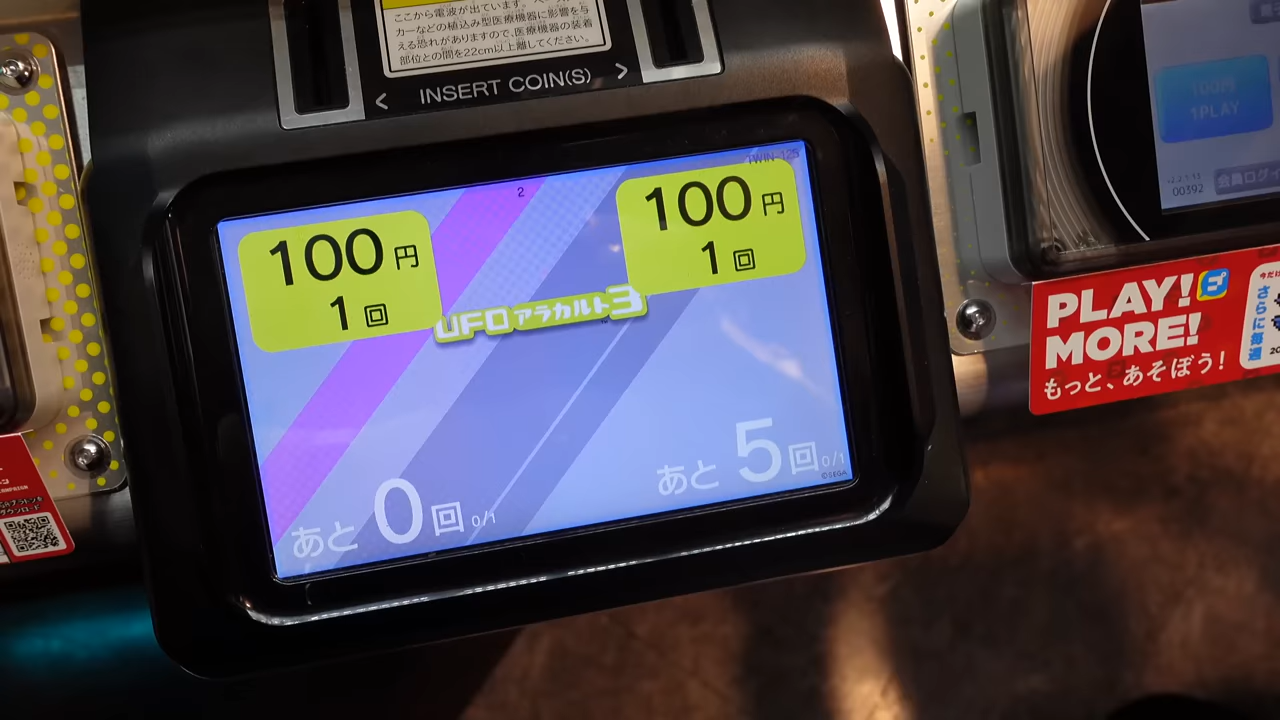 ここから電波が出ています。
カーなどの植込み型医療機器に影響を与
える恐れがありますので、医療機器の装着
部位との間を22cm以上離してください。
< INSERT COIN(S) >
TWIN-125
2
100円
1回
100円
1回
UFOアラカルト3
あと0回 0/1
あと5回 0/1
©SEGA
100円
1PLAY
00392
会員ログイ
PLAY!
MORE!
もっと、あそぼう!
さらに毎週